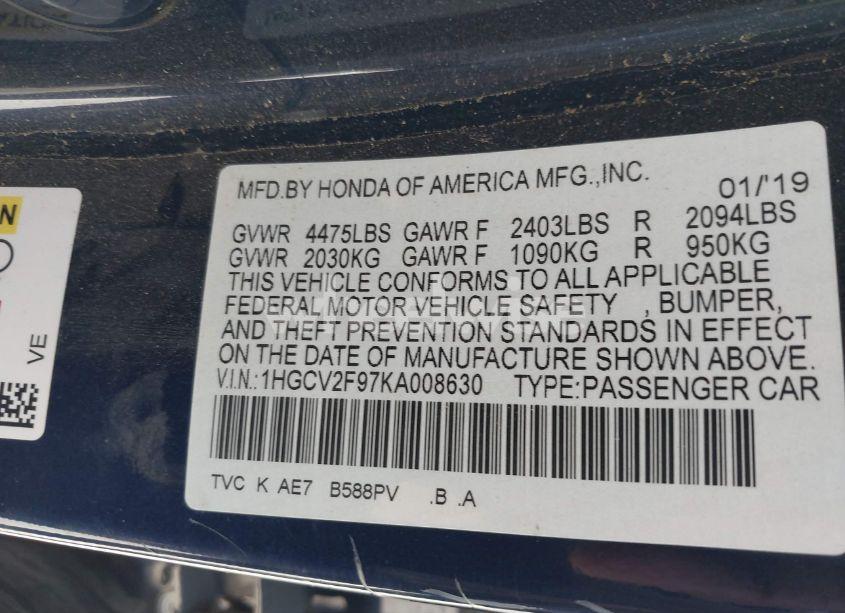 MFD.BY HONDA OF AMERICA MFG.,INC. 01/'19
GVWR 4475LBS GAWR F 2403LBS R 2094LBS
GVWR 2030KG GAWR F 1090KG R 950KG
THIS VEHICLE CONFORMS TO ALL APPLICABLE
FEDERAL MOTOR VEHICLE SAFETY , BUMPER,
AND THEFT PREVENTION STANDARDS IN EFFECT
ON THE DATE OF MANUFACTURE SHOWN ABOVE.
V.I.N.:1HGCV2F97KA008630 TYPE:PASSENGER CAR
TVC K AE7 B588PV .B .A
VE